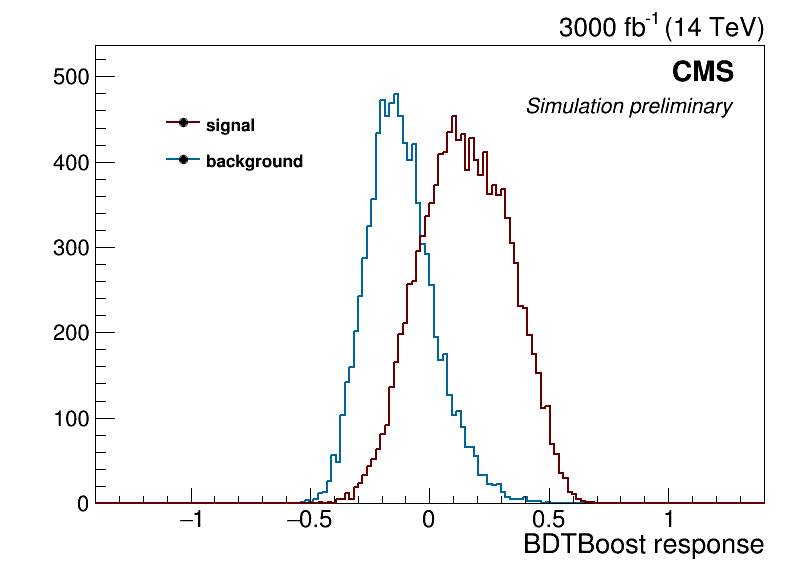 3000 fb⁻¹ (14 TeV)
CMS
Simulation preliminary
signal
background
500
400
300
200
100
0
−1 −0.5 0 0.5 1
BDTBoost response